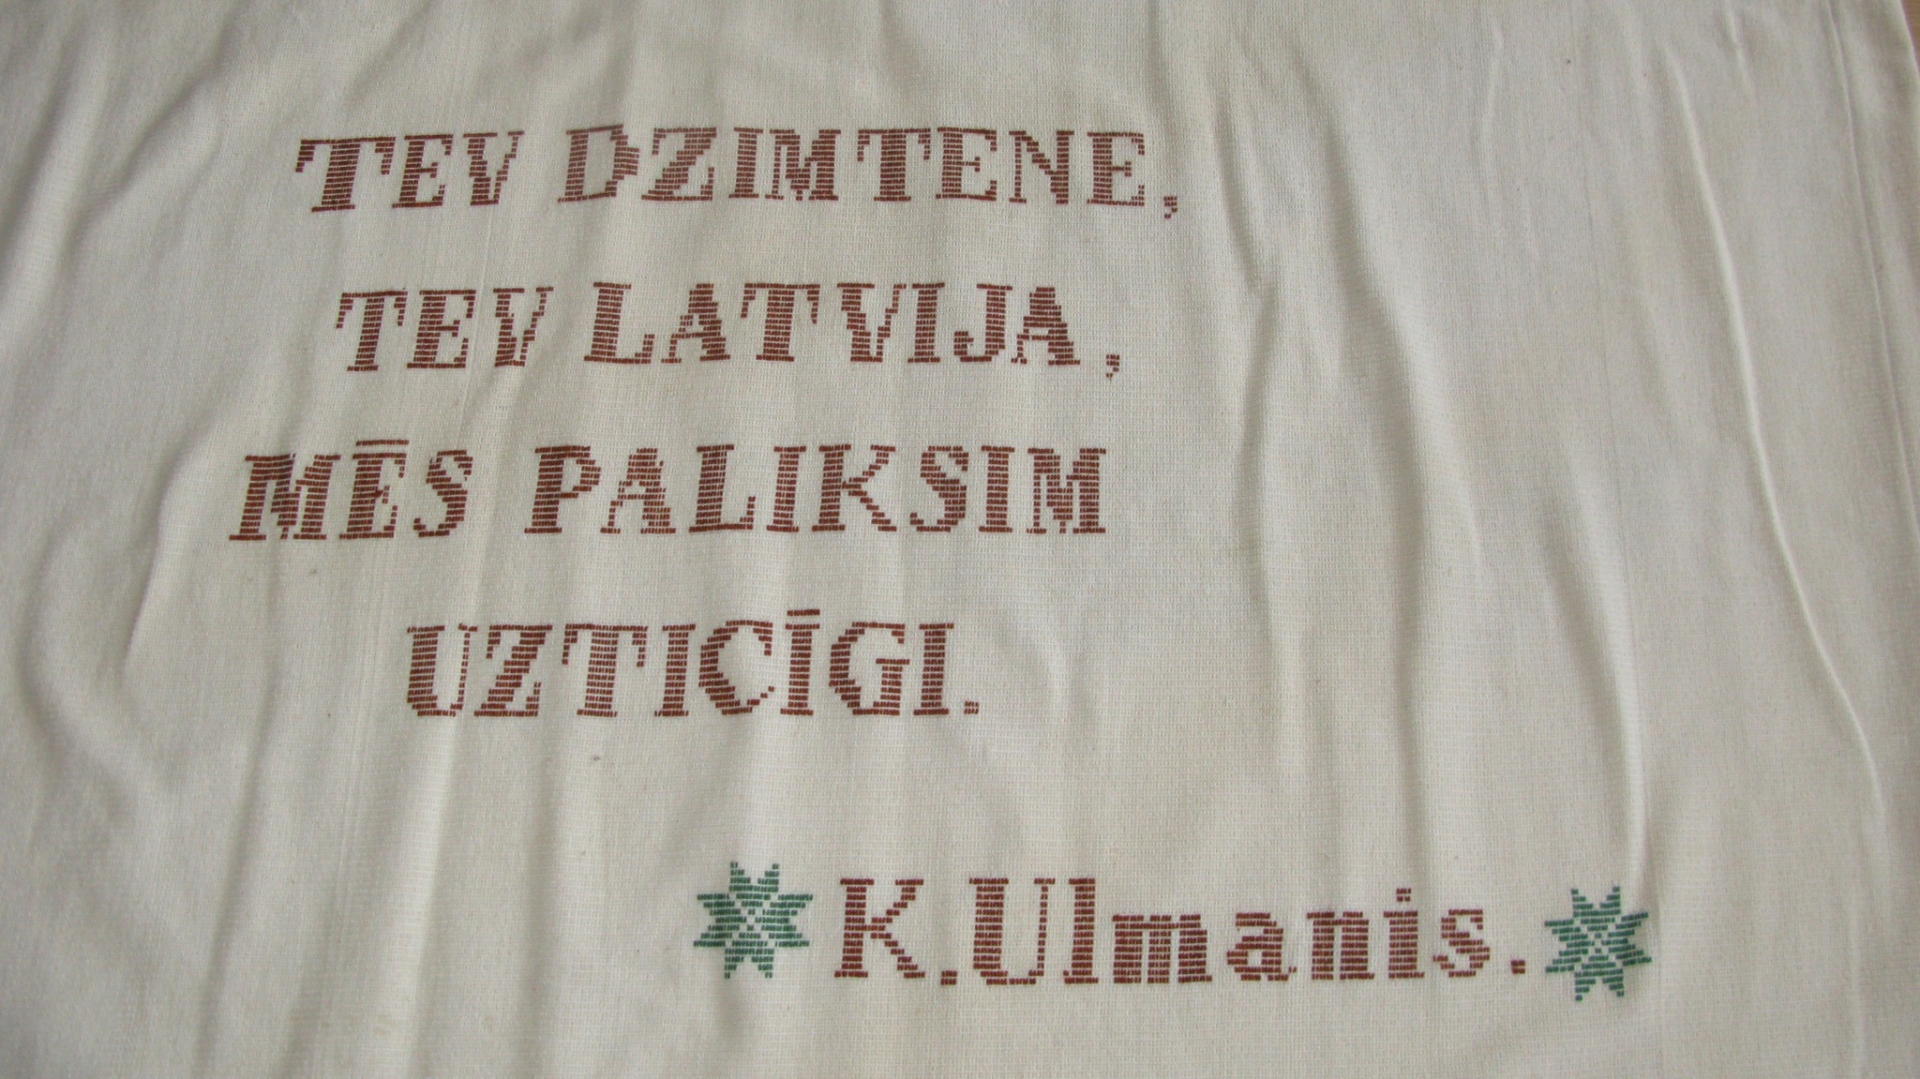 TEV DZIMTENE,
TEV LATVIJA,
MĒS PALIKSIM
UZTICĪGI.
K.Ulmanis.